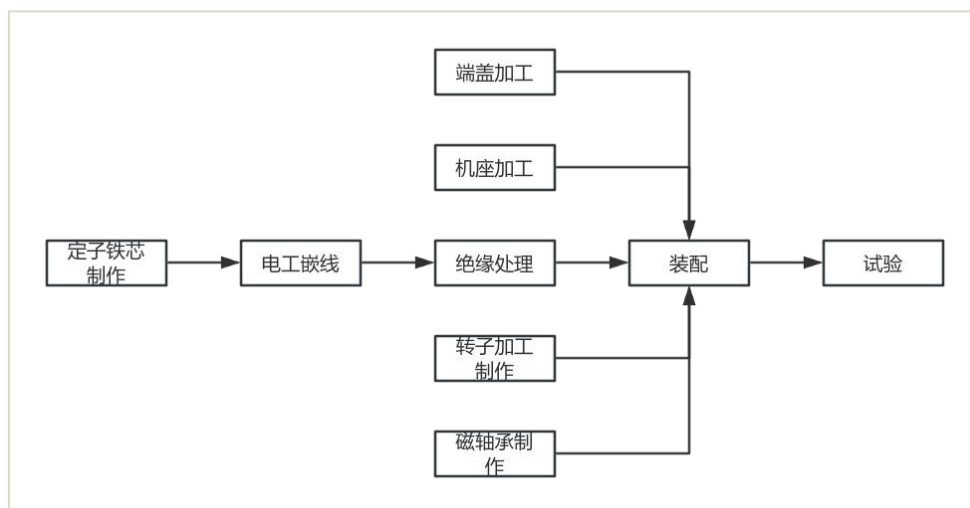 端盖加工
机座加工
定子铁芯
制作
电工嵌线
绝缘处理
装配
试验
转子加工
制作
磁轴承制
作